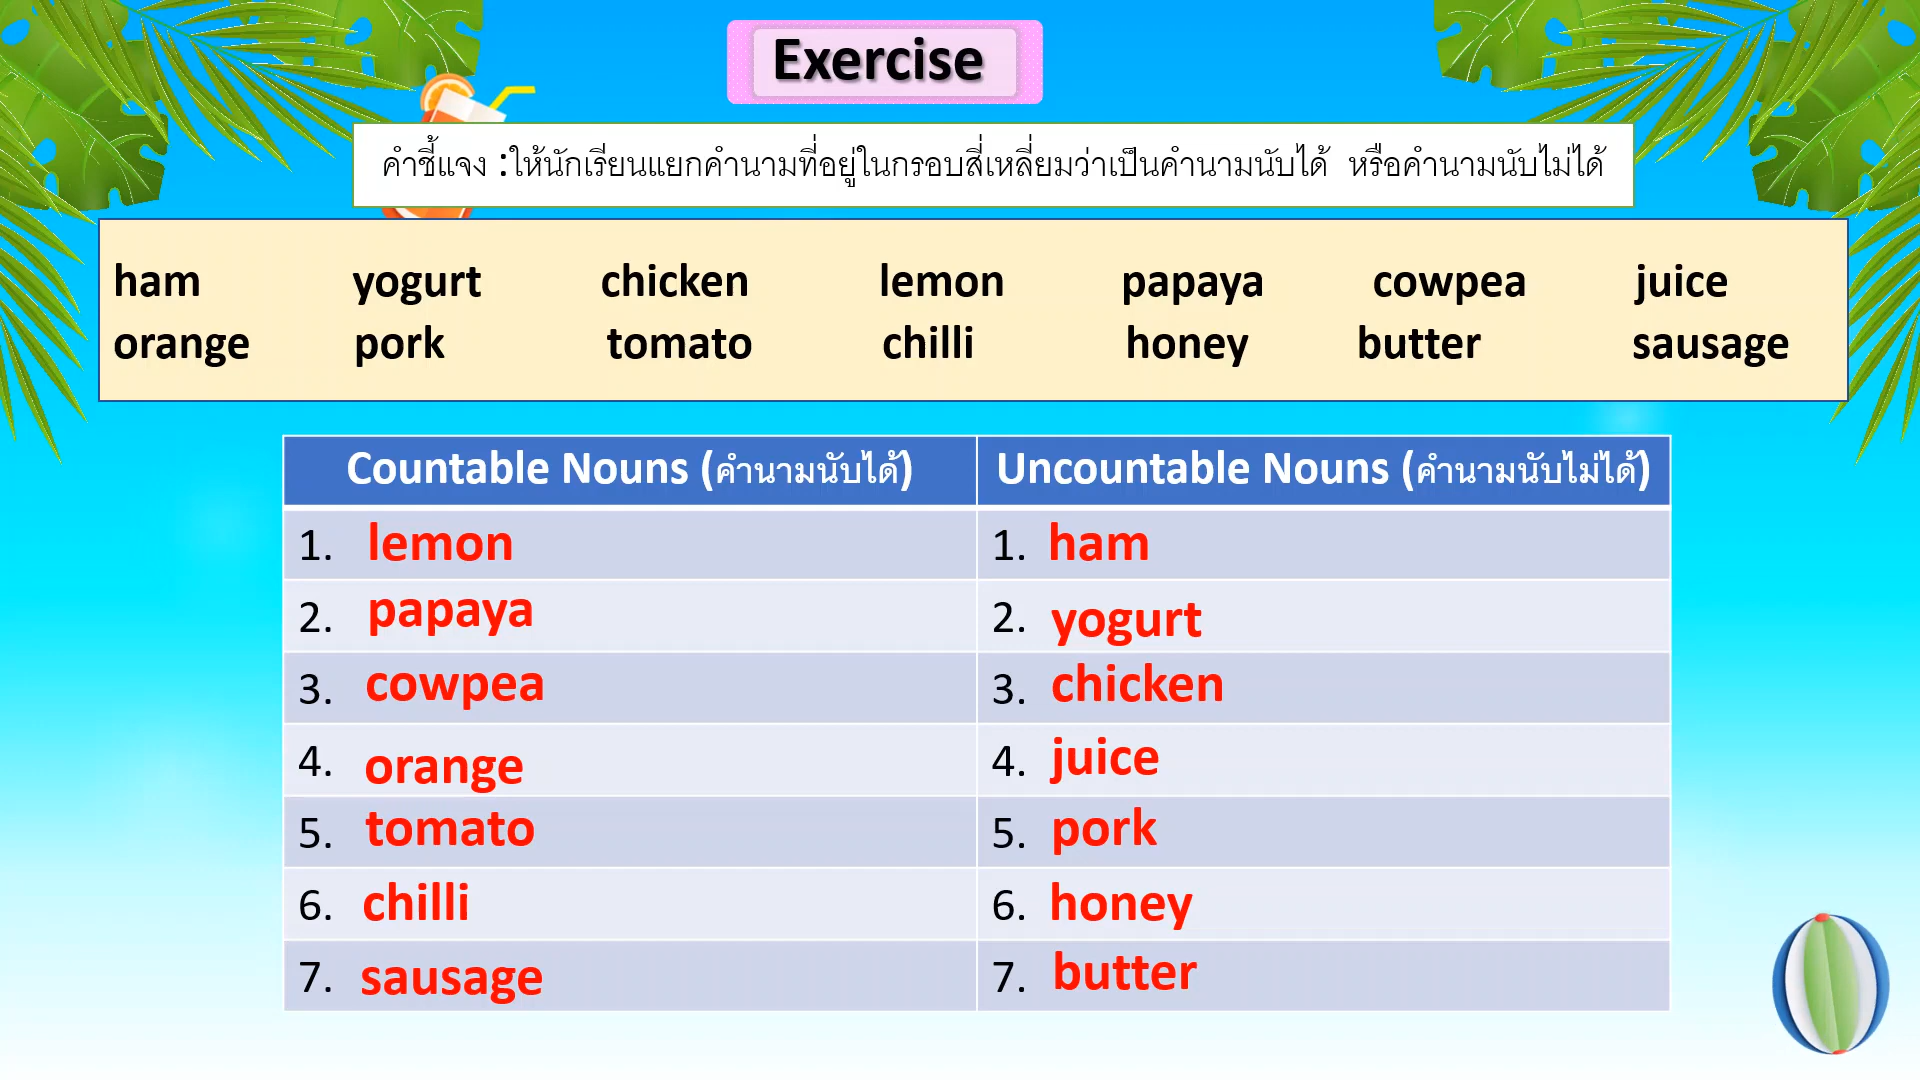 Exercise
คำชี้แจง :ให้นักเรียนแยกคำนามที่อยู่ในกรอบสี่เหลี่ยมว่าเป็นคำนามนับได้ หรือคำนามนับไม่ได้
ham yogurt chicken lemon papaya cowpea juice
orange pork tomato chilli honey butter sausage
Countable Nouns (คำนามนับได้) Uncountable Nouns (คำนามนับไม่ได้)
1. lemon 1. ham
2. papaya 2. yogurt
3. cowpea 3. chicken
4. orange 4. juice
5. tomato 5. pork
6. chilli 6. honey
7. sausage 7. butter